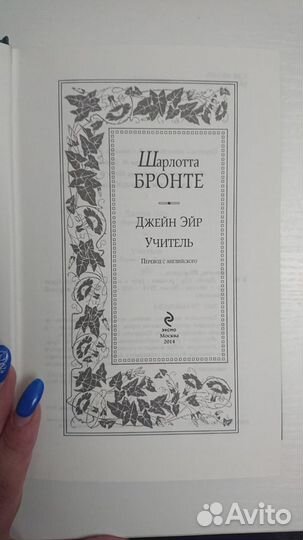 Шарлотта
БРОНТЕ
ДЖЕЙН ЭЙР
УЧИТЕЛЬ
ПЕРЕВОД С АНГЛИЙСКОГО
ЭКСМО
Москва
2014
Avito